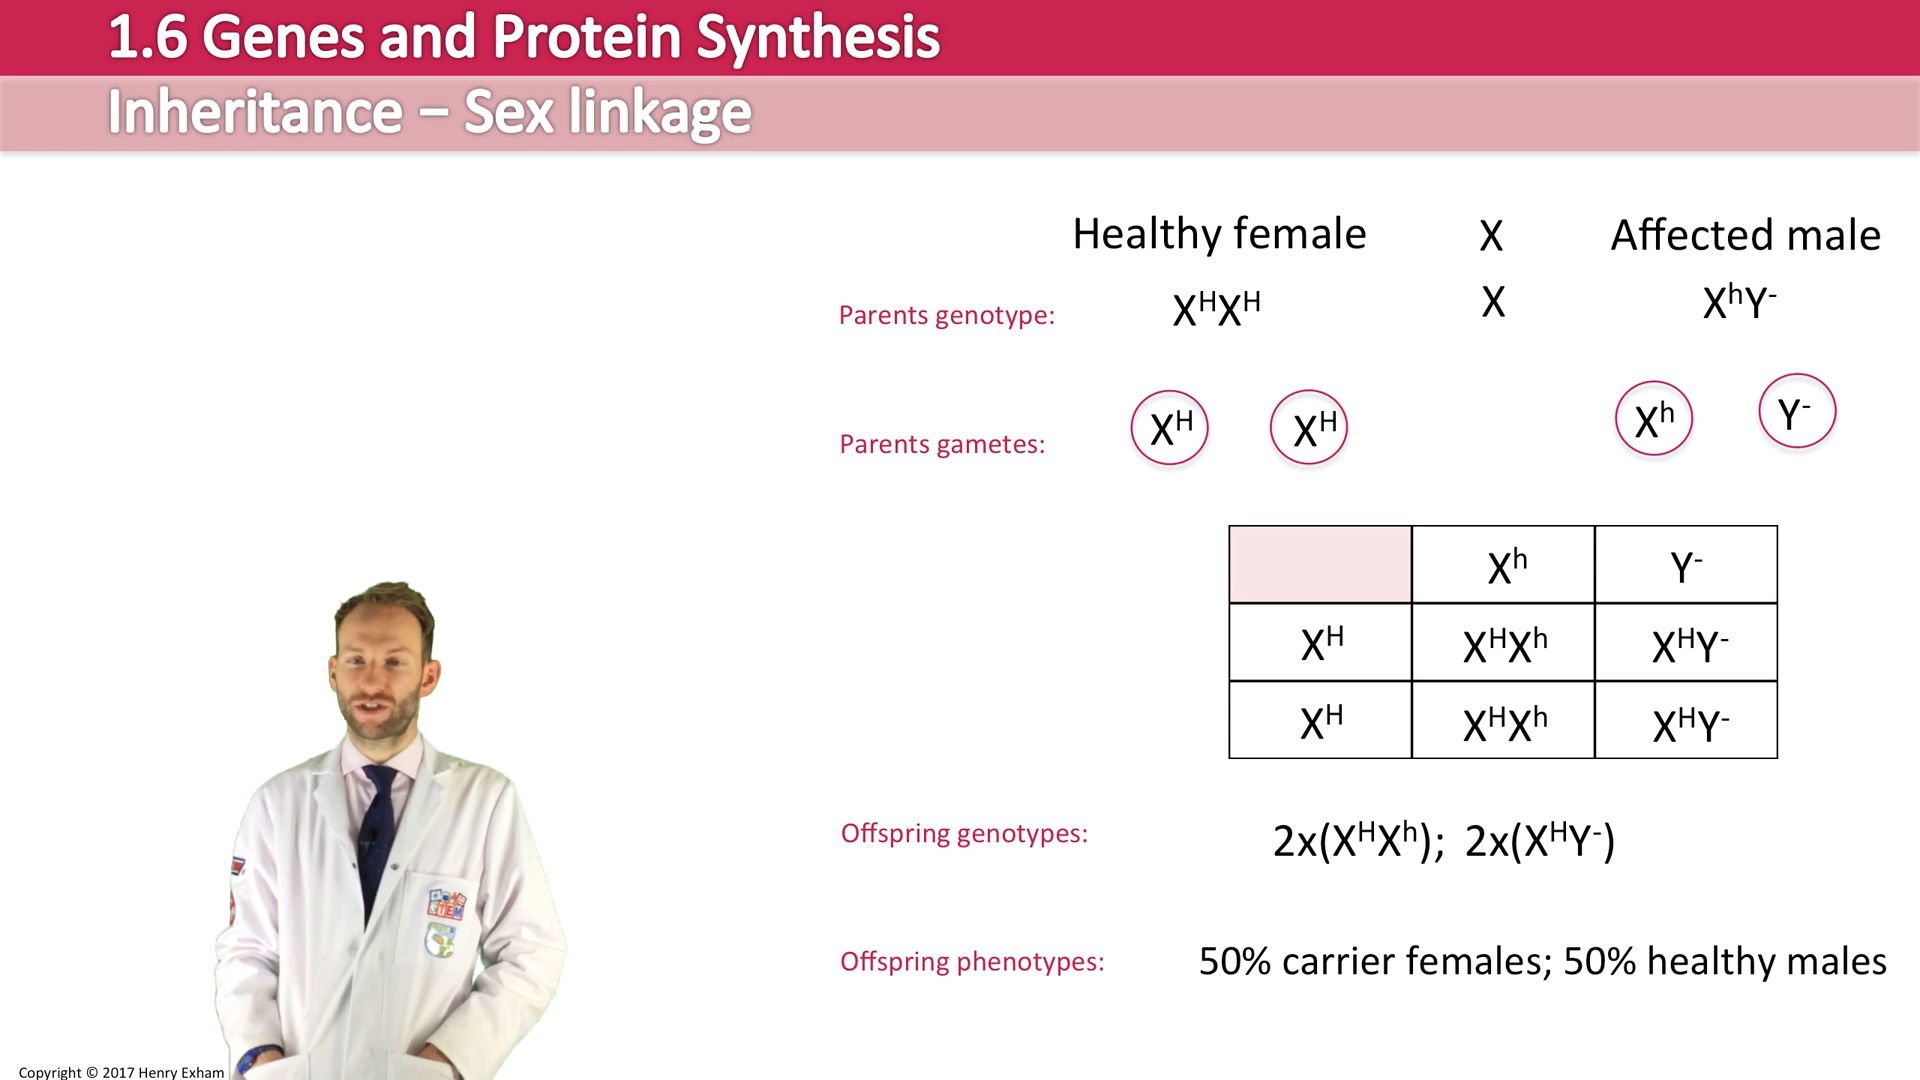 1.6 Genes and Protein Synthesis
Inheritance – Sex linkage
Healthy female X Affected male
Parents genotype: XᴴXᴴ X XʰY⁻
Parents gametes: Xᴴ Xᴴ Xʰ Y⁻
Xʰ Y⁻
Xᴴ XᴴXʰ XᴴY⁻
Xᴴ XᴴXʰ XᴴY⁻
Offspring genotypes: 2x(XᴴXʰ); 2x(XᴴY⁻)
Offspring phenotypes: 50% carrier females; 50% healthy males
STEM
Copyright © 2017 Henry Exham